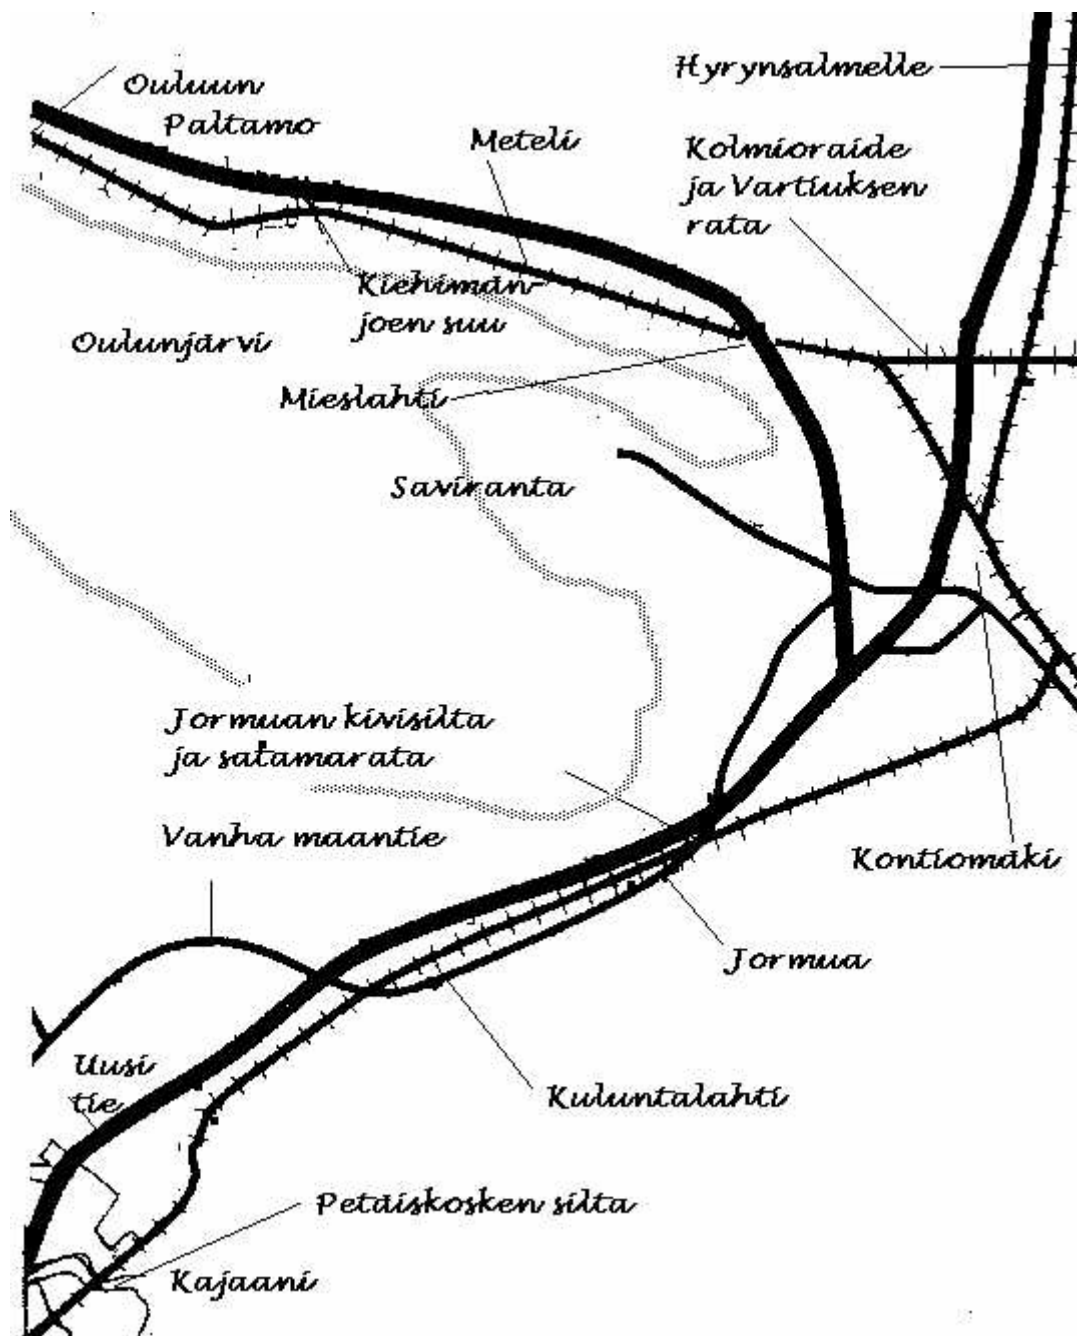 Hyrynsalmelle
Ouluun
Paltamo
Meteli
Kolmioraide
ja Vartiuksen
rata
Kiehiman-
joen suu
Oulunjärvi
Mieslahti
Saviranta
Jormuan kivisilta
ja satamarata
Vanha maantie
Kontiomäki
Jormua
Uusi
tie
Kuluntalahti
Petäiskosken silta
Kajaani